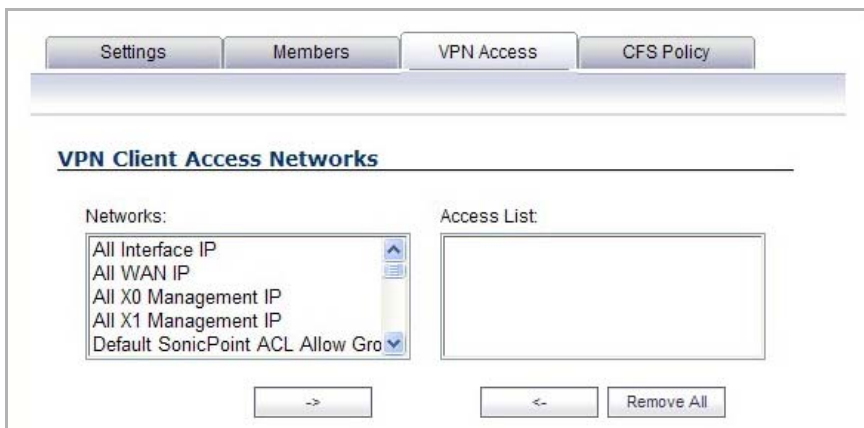 Settings
Members
VPN Access
CFS Policy
VPN Client Access Networks
Networks:
All Interface IP
All WAN IP
All X0 Management IP
All X1 Management IP
Default SonicPoint ACL Allow Gro
Access List:
->
<-
Remove All